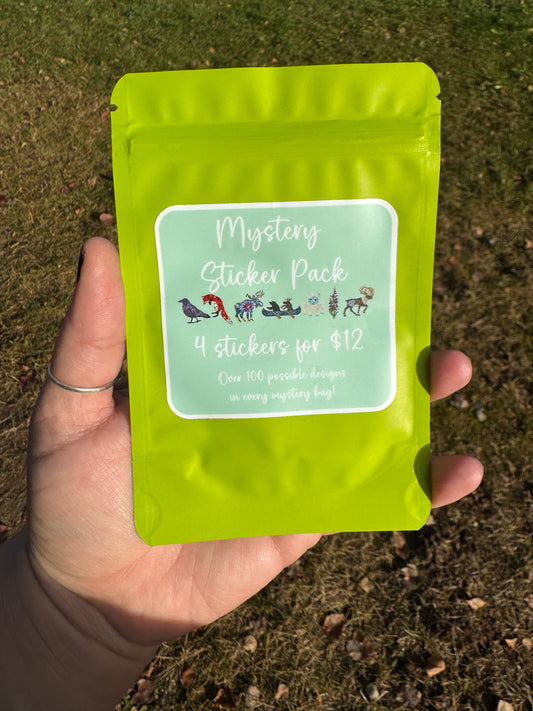 Mystery
Sticker Pack
4 stickers for $12
Over 100 possible designs
in every mystery bag!